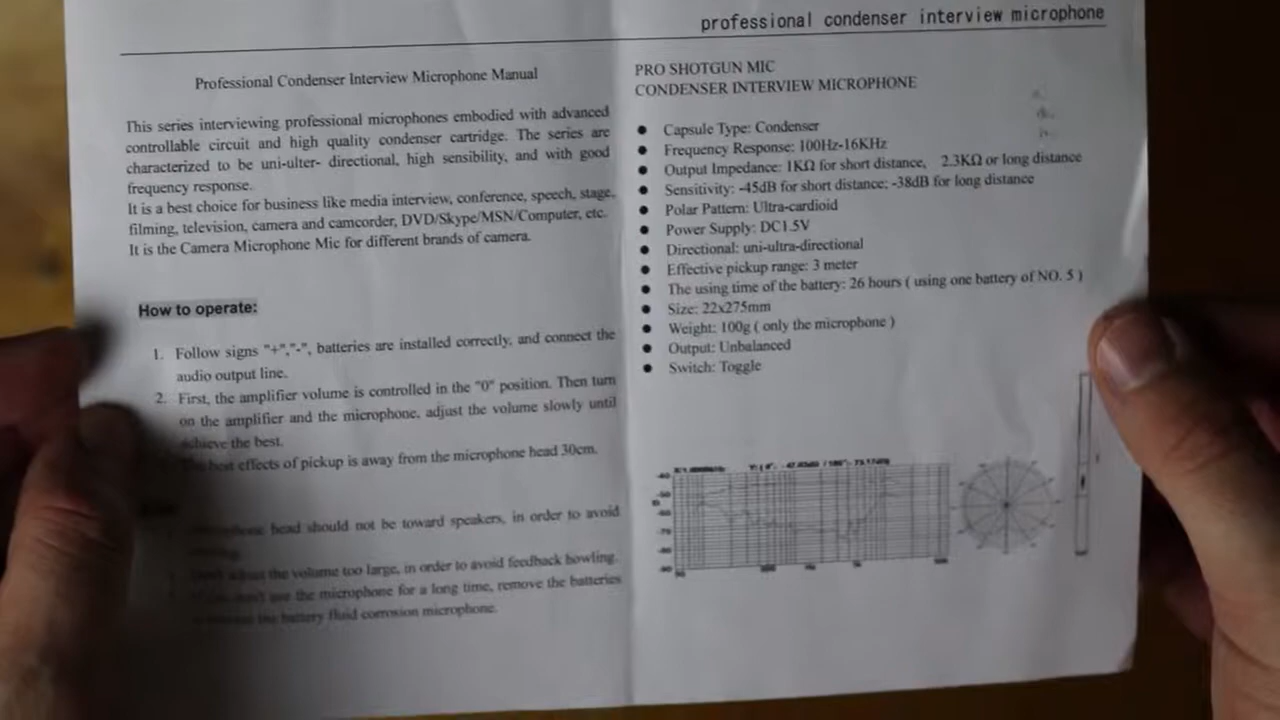 professional condenser interview microphone
Professional Condenser Interview Microphone Manual
This series interviewing professional microphones embodied with advanced
controllable circuit and high quality condenser cartridge. The series are
characterized to be uni-ulter- directional, high sensibility, and with good
frequency response.
It is a best choice for business like media interview, conference, speech, stage,
filming, television, camera and camcorder, DVD/Skype/MSN/Computer, etc.
It is the Camera Microphone Mic for different brands of camera.
How to operate:
1. Follow signs "+","-", batteries are installed correctly, and connect the
audio output line.
2. First, the amplifier volume is controlled in the "0" position. Then turn
on the amplifier and the microphone, adjust the volume slowly until
achieve the best.
best effects of pickup is away from the microphone head 30cm.
head should not be toward speakers, in order to avoid
the volume too large, in order to avoid feedback howling.
use the microphone for a long time, remove the batteries
battery fluid corrosion microphone.
PRO SHOTGUN MIC
CONDENSER INTERVIEW MICROPHONE
● Capsule Type: Condenser
● Frequency Response: 100Hz-16KHz
● Output Impedance: 1KΩ for short distance, 2.3KΩ or long distance
● Sensitivity: -45dB for short distance; -38dB for long distance
● Polar Pattern: Ultra-cardioid
● Power Supply: DC1.5V
● Directional: uni-ultra-directional
● Effective pickup range: 3 meter
● The using time of the battery: 26 hours ( using one battery of NO. 5 )
● Size: 22x275mm
● Weight: 100g ( only the microphone )
● Output: Unbalanced
● Switch: Toggle